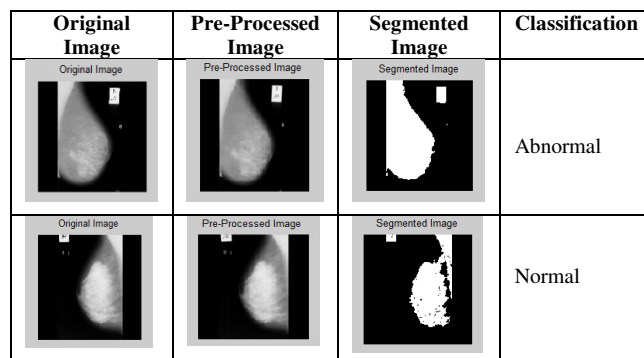 Original
Image
Pre-Processed
Image
Segmented
Image
Classification
Original Image
Pre-Processed Image
Segmented Image
Abnormal
Original Image
Pre-Processed Image
Segmented Image
Normal